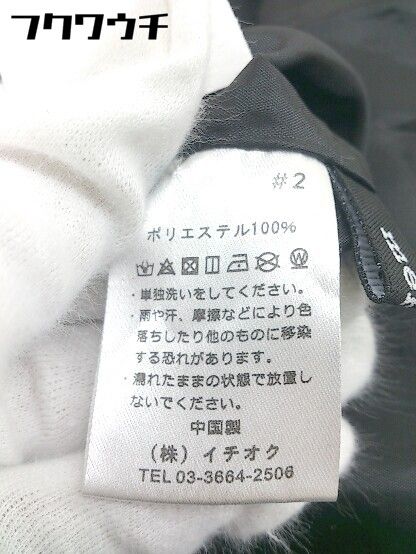 フクワウチ
#2
ポリエステル100%
・単独洗いをしてください。
・雨や汗、摩擦などにより色
落ちしたり他のものに移染
する恐れがあります。
・濡れたままの状態で放置し
ないでください。
中国製
(株) イチオク
TEL 03-3664-2506